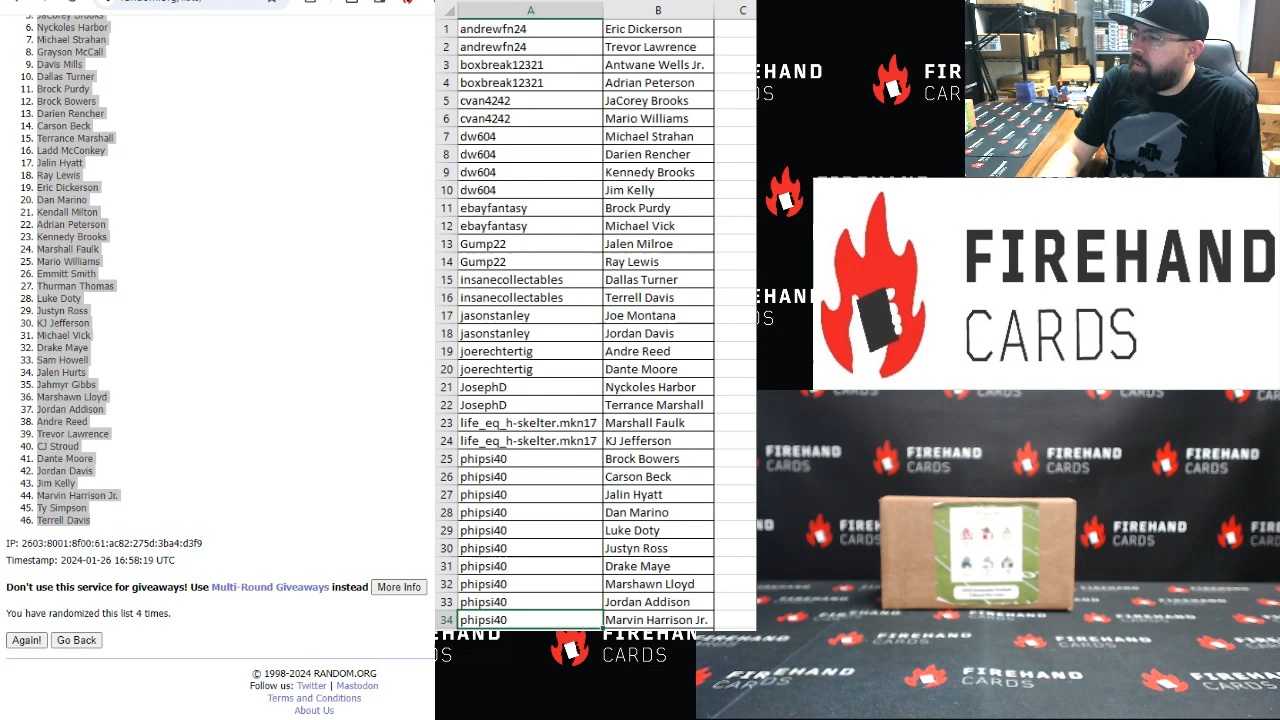 6. Nyckoles Harbor
7. Michael Strahan
8. Grayson McCall
9. Davis Mills
10. Dallas Turner
11. Brock Purdy
12. Brock Bowers
13. Darien Rencher
14. Carson Beck
15. Terrance Marshall
16. Ladd McConkey
17. Jalin Hyatt
18. Ray Lewis
19. Eric Dickerson
20. Dan Marino
21. Kendall Milton
22. Adrian Peterson
23. Kennedy Brooks
24. Marshall Faulk
25. Mario Williams
26. Emmitt Smith
27. Thurman Thomas
28. Luke Doty
29. Justyn Ross
30. KJ Jefferson
31. Michael Vick
32. Drake Maye
33. Sam Howell
34. Jalen Hurts
35. Jahmyr Gibbs
36. Marshawn Lloyd
37. Jordan Addison
38. Andre Reed
39. Trevor Lawrence
40. CJ Stroud
41. Dante Moore
42. Jordan Davis
43. Jim Kelly
44. Marvin Harrison Jr.
45. Ty Simpson
46. Terrell Davis
IP: 2603:8001:8f00:61:ac82:275d:3ba4:d3f9
Timestamp: 2024-01-26 16:58:19 UTC
Don't use this service for giveaways! Use Multi-Round Giveaways instead More Info
You have randomized this list 4 times.
Again! Go Back
© 1998-2024 RANDOM.ORG
Follow us: Twitter | Mastodon
Terms and Conditions
About Us
A B C
1 andrewfn24 Eric Dickerson
2 andrewfn24 Trevor Lawrence
3 boxbreak12321 Antwane Wells Jr.
4 boxbreak12321 Adrian Peterson
5 cvan4242 JaCorey Brooks
6 cvan4242 Mario Williams
7 dw604 Michael Strahan
8 dw604 Darien Rencher
9 dw604 Kennedy Brooks
10 dw604 Jim Kelly
11 ebayfantasy Brock Purdy
12 ebayfantasy Michael Vick
13 Gump22 Jalen Milroe
14 Gump22 Ray Lewis
15 insanecollectables Dallas Turner
16 insanecollectables Terrell Davis
17 jasonstanley Joe Montana
18 jasonstanley Jordan Davis
19 joerechtertig Andre Reed
20 joerechtertig Dante Moore
21 JosephD Nyckoles Harbor
22 JosephD Terrance Marshall
23 life_eq_h-skelter.mkn17 Marshall Faulk
24 life_eq_h-skelter.mkn17 KJ Jefferson
25 phipsi40 Brock Bowers
26 phipsi40 Carson Beck
27 phipsi40 Jalin Hyatt
28 phipsi40 Dan Marino
29 phipsi40 Luke Doty
30 phipsi40 Justyn Ross
31 phipsi40 Drake Maye
32 phipsi40 Marshawn Lloyd
33 phipsi40 Jordan Addison
34 phipsi40 Marvin Harrison Jr.
FIREHAND
CARDS
FIREHAND
CARDS
FIREHAND
CARDS
FIREHAND
CARDS